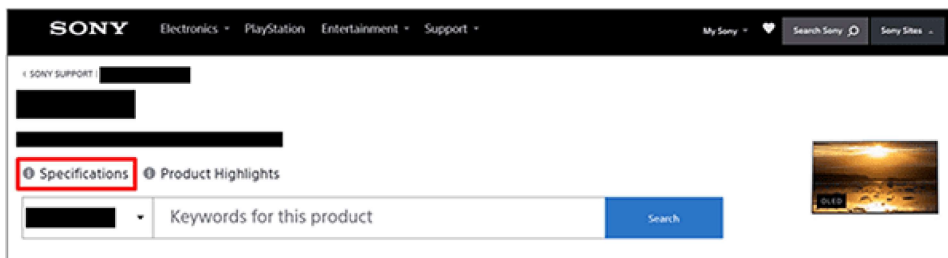 SONY Electronics PlayStation Entertainment Support My Sony Search Sony Sony Sites
‹ SONY SUPPORT |
Specifications Product Highlights
OLED
Keywords for this product Search